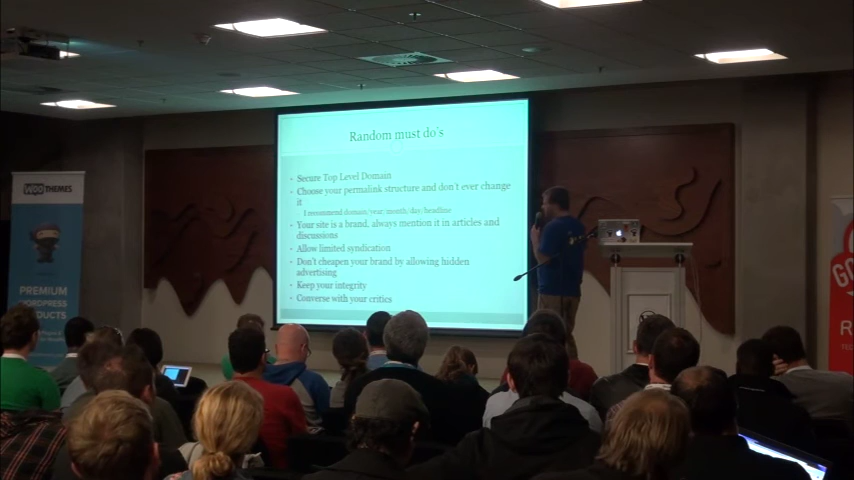 Random must do's
• Secure Top Level Domain
• Choose your permalink structure and don't ever change
it
I recommend domain/year/month/day/headline
• Your site is a brand, always mention it in articles and
discussions
• Allow limited syndication
• Don't cheapen your brand by allowing hidden
advertising
• Keep your integrity
• Converse with your critics
WOO THEMES
PREMIUM
WORDPRESS
PRODUCTS
GO
R